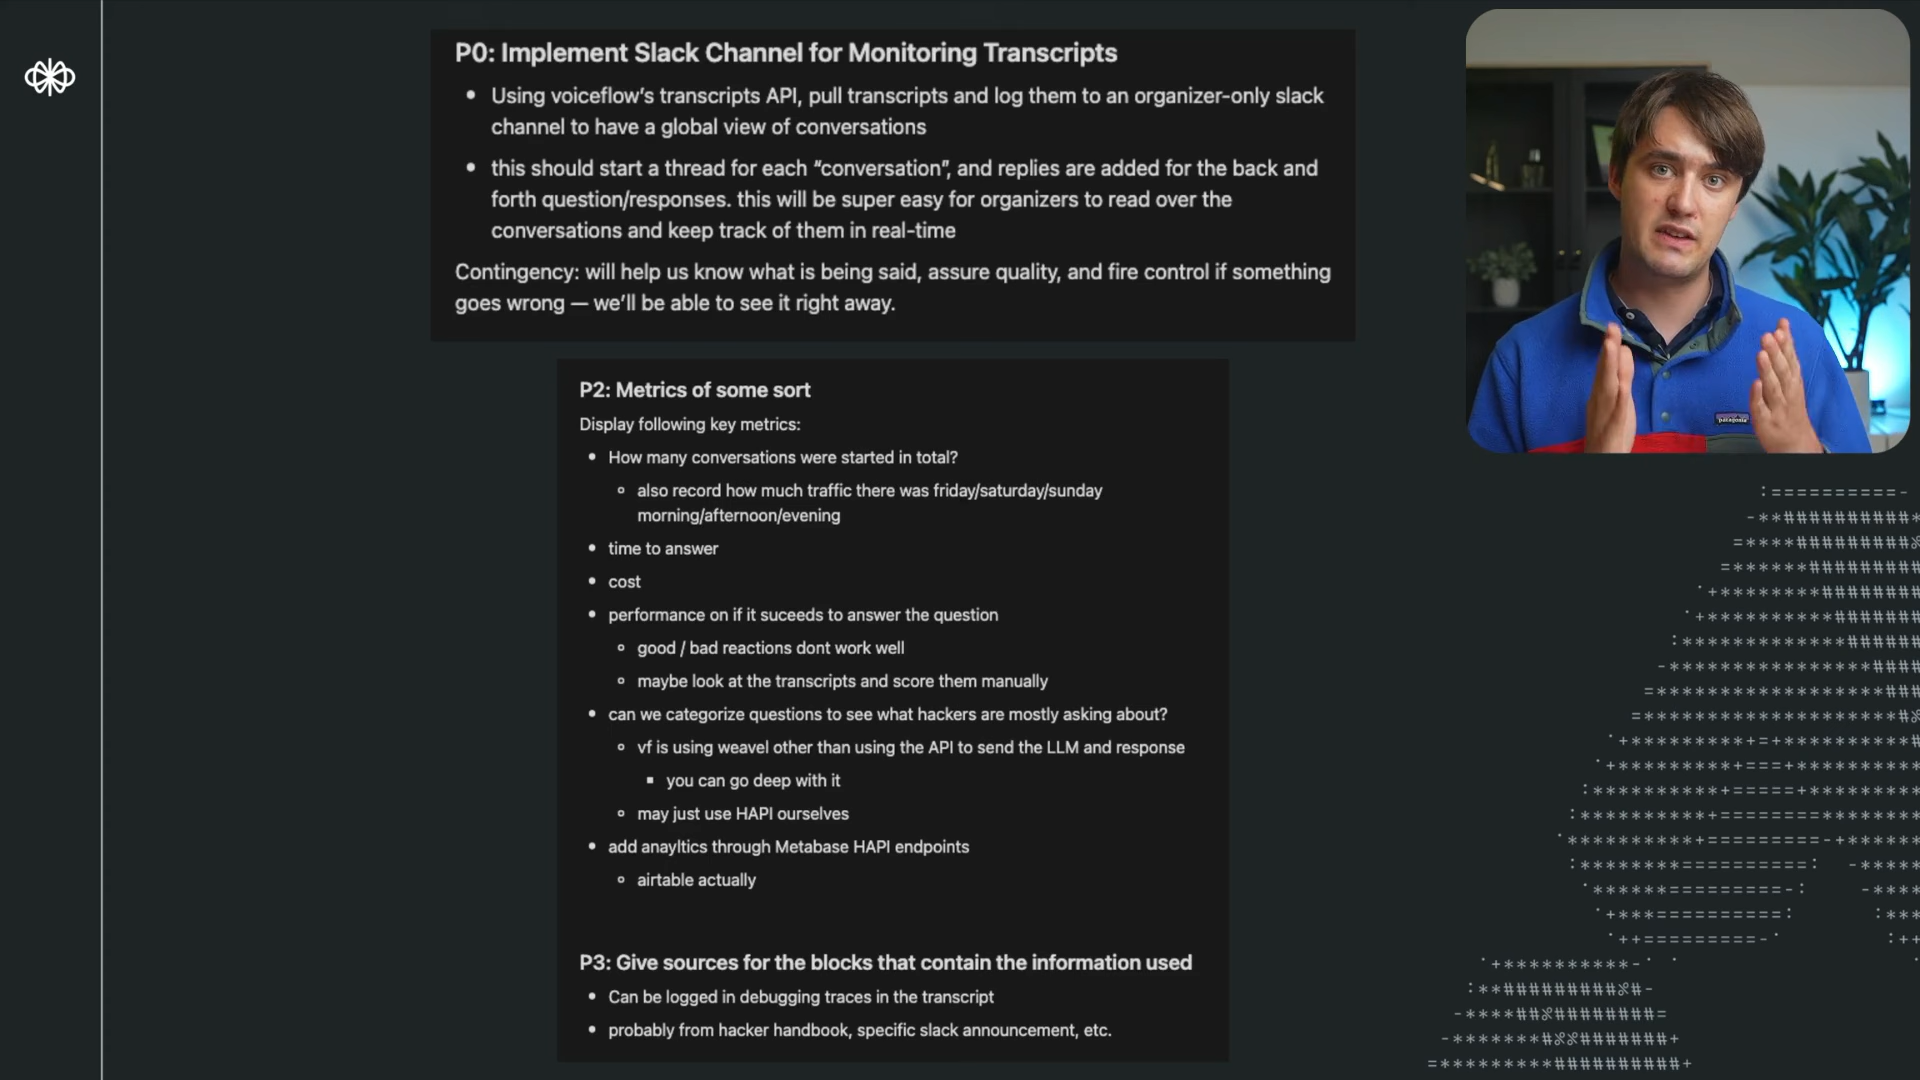 P0: Implement Slack Channel for Monitoring Transcripts
• Using voiceflow’s transcripts API, pull transcripts and log them to an organizer-only slack
channel to have a global view of conversations
• this should start a thread for each “conversation”, and replies are added for the back and
forth question/responses. this will be super easy for organizers to read over the
conversations and keep track of them in real-time
Contingency: will help us know what is being said, assure quality, and fire control if something
goes wrong — we’ll be able to see it right away.
P2: Metrics of some sort
Display following key metrics:
• How many conversations were started in total?
◦ also record how much traffic there was friday/saturday/sunday
morning/afternoon/evening
• time to answer
• cost
• performance on if it suceeds to answer the question
◦ good / bad reactions dont work well
◦ maybe look at the transcripts and score them manually
• can we categorize questions to see what hackers are mostly asking about?
◦ vf is using weavel other than using the API to send the LLM and response
▪ you can go deep with it
◦ may just use HAPI ourselves
• add anayltics through Metabase HAPI endpoints
◦ airtable actually
P3: Give sources for the blocks that contain the information used
• Can be logged in debugging traces in the transcript
• probably from hacker handbook, specific slack announcement, etc.
patagonia